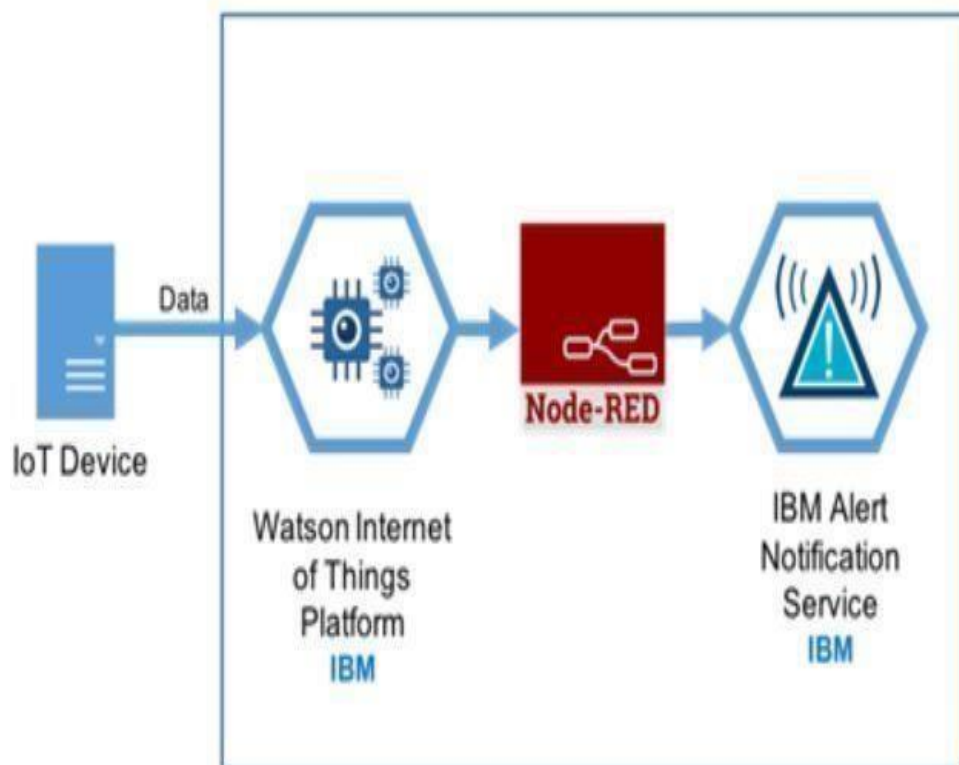 Data
IoT Device
Watson Internet
of Things
Platform
IBM
Node-RED
IBM Alert
Notification
Service
IBM